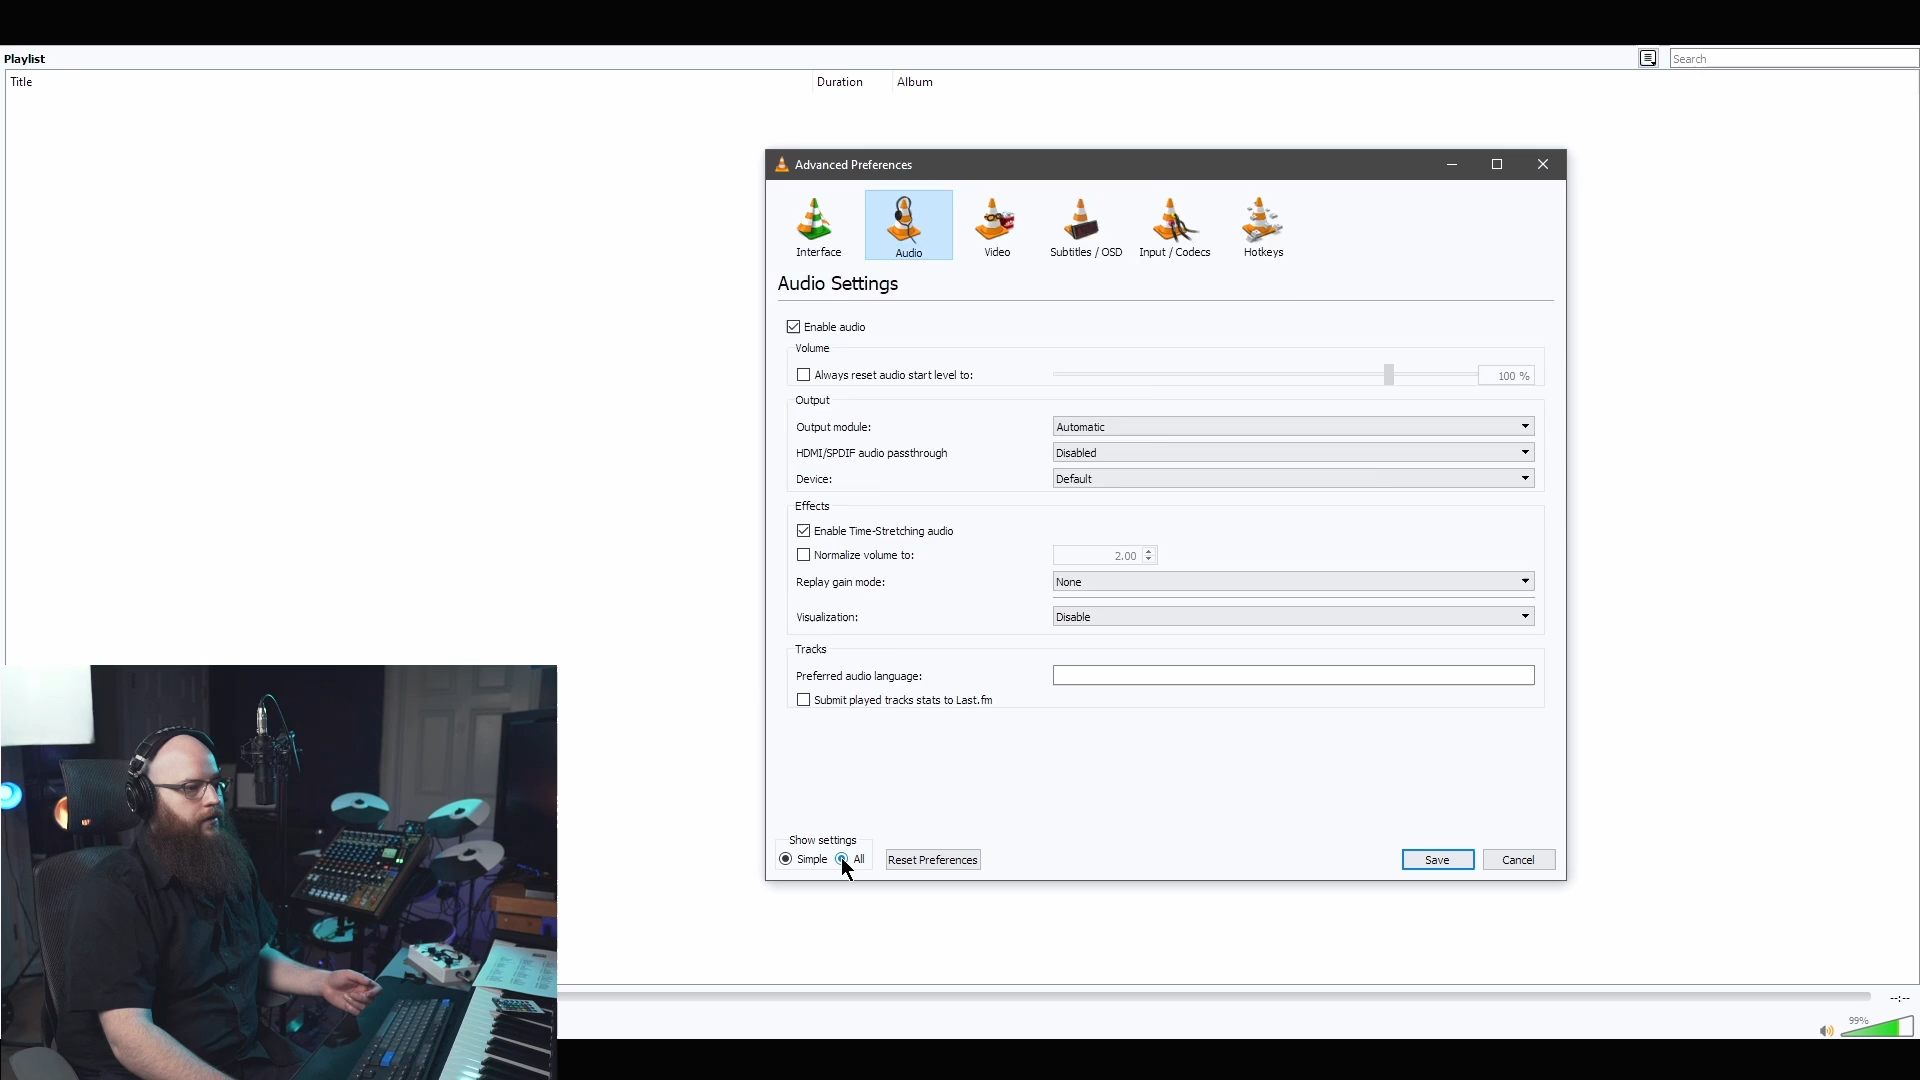 Playlist
Search
Title Duration Album
Advanced Preferences
Interface Audio Video Subtitles / OSD Input / Codecs Hotkeys
Audio Settings
Enable audio
Volume
Always reset audio start level to: 100 %
Output
Output module: Automatic
HDMI/SPDIF audio passthrough Disabled
Device: Default
Effects
Enable Time-Stretching audio
Normalize volume to: 2.00
Replay gain mode: None
Visualization: Disable
Tracks
Preferred audio language:
Submit played tracks stats to Last.fm
Show settings
Simple All Reset Preferences Save Cancel
--:--
99%